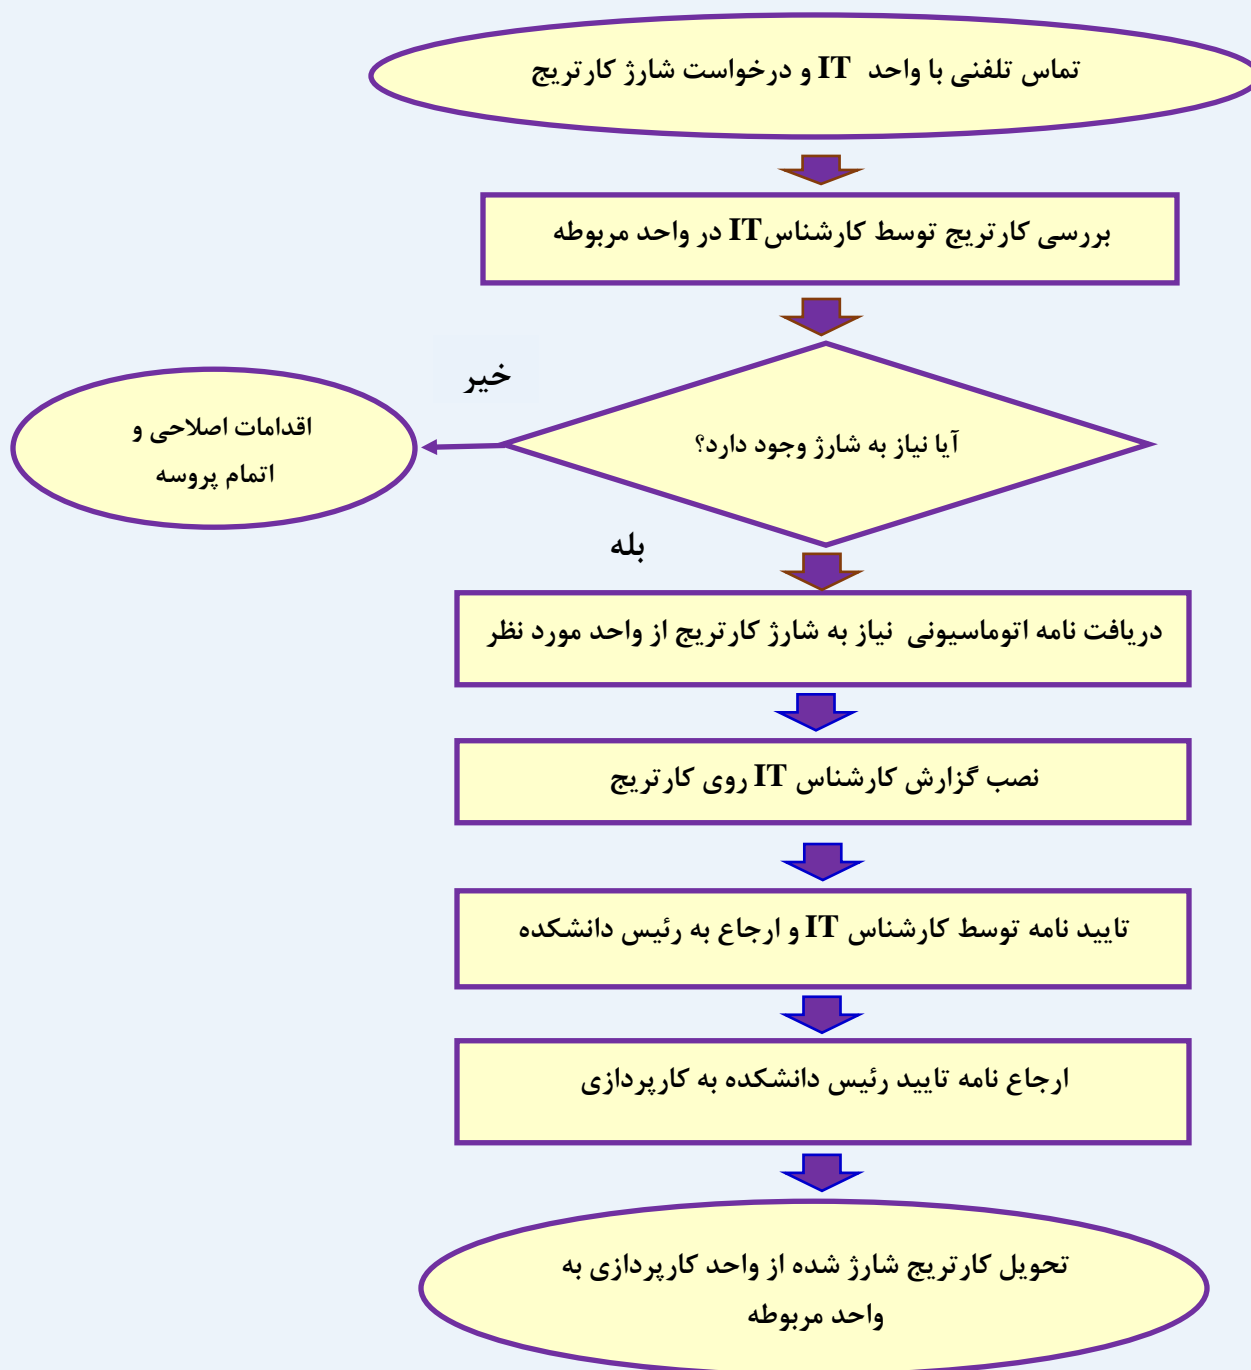 تماس تلفنی با واحد IT و درخواست شارژ کارتریج
بررسی کارتریج توسط کارشناس IT در واحد مربوطه
آیا نیاز به شارژ وجود دارد؟
خیر
اقدامات اصلاحی و
اتمام پروسه
بله
دریافت نامه اتوماسیونی نیاز به شارژ کارتریج از واحد مورد نظر
نصب گزارش کارشناس IT روی کارتریج
تایید نامه توسط کارشناس IT و ارجاع به رئیس دانشکده
ارجاع نامه تایید رئیس دانشکده به کارپردازی
تحویل کارتریج شارژ شده از واحد کارپردازی به
واحد مربوطه